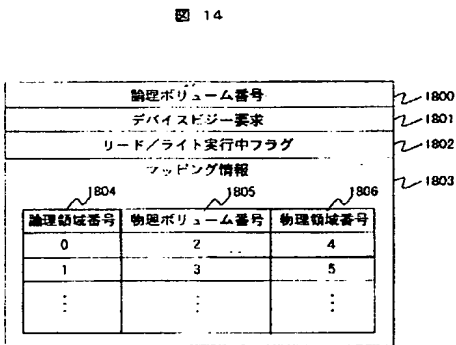 図 14
論理ボリューム番号 1800
デバイスビジー要求 1801
リード/ライト実行中フラグ 1802
マッピング情報 1803
1804 1805 1806
論理領域番号 物理ボリューム番号 物理領域番号
0 2 4
1 3 5
⋮ ⋮ ⋮